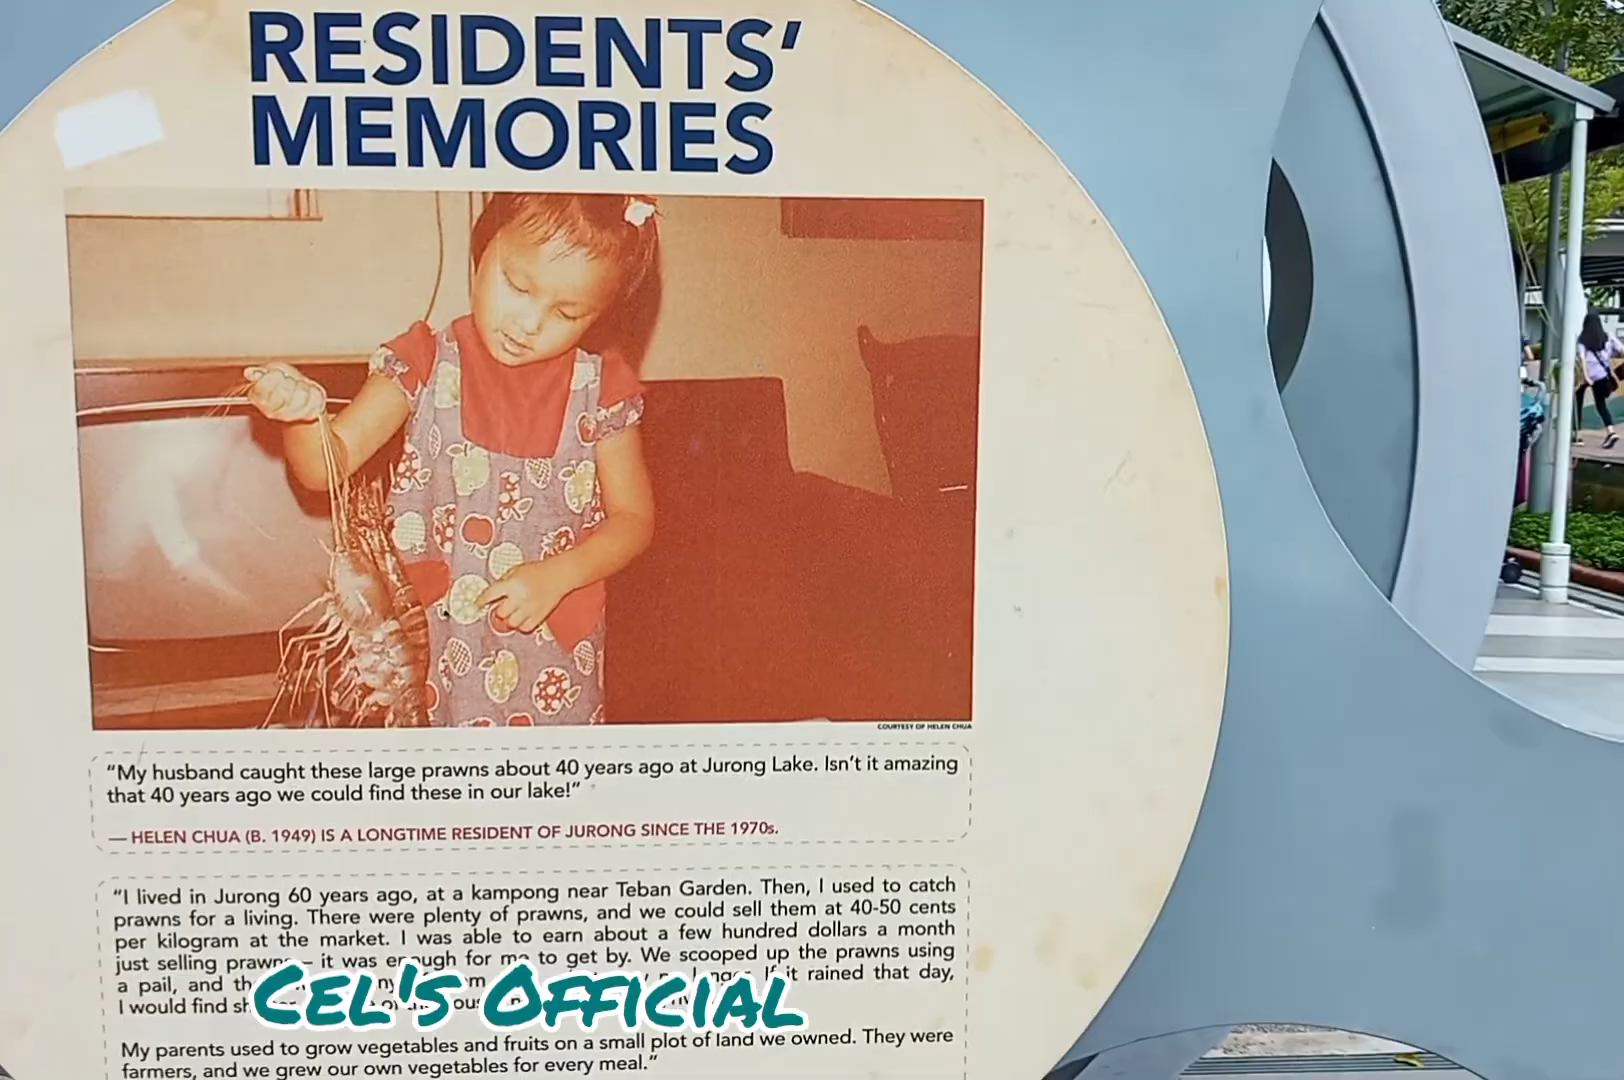 RESIDENTS'
MEMORIES
COURTESY OF HELEN CHUA
“My husband caught these large prawns about 40 years ago at Jurong Lake. Isn't it amazing
that 40 years ago we could find these in our lake!”
— HELEN CHUA (B. 1949) IS A LONGTIME RESIDENT OF JURONG SINCE THE 1970s.
“I lived in Jurong 60 years ago, at a kampong near Teban Garden. Then, I used to catch
prawns for a living. There were plenty of prawns, and we could sell them at 40-50 cents
per kilogram at the market. I was able to earn about a few hundred dollars a month
just selling prawns – it was enough for me to get by. We scooped up the prawns using
a pail, and it rained that day,
I would find
CEL'S OFFICIAL
My parents used to grow vegetables and fruits on a small plot of land we owned. They were
farmers, and we grew our own vegetables for every meal.”